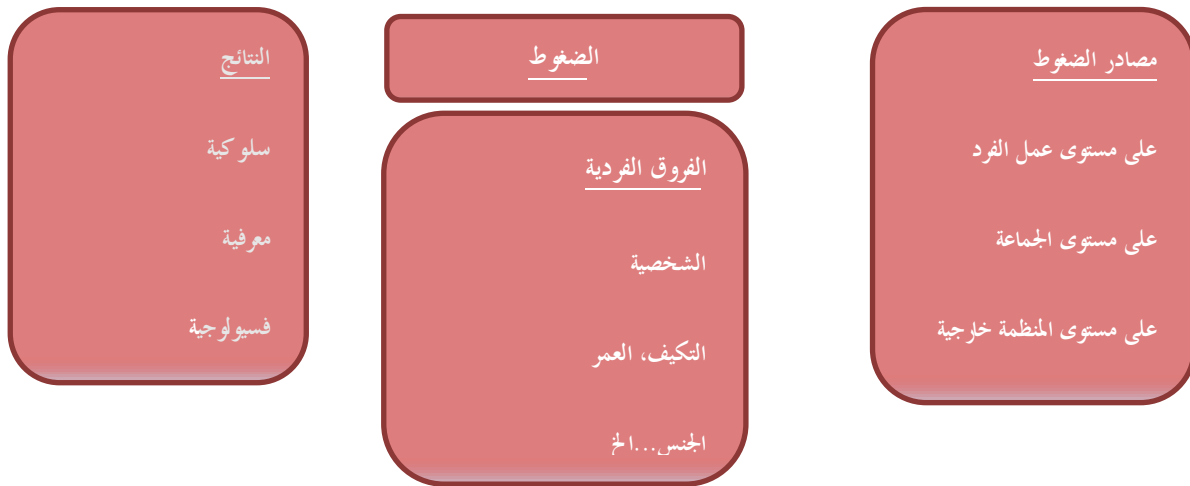 مصادر الضغوط
على مستوى عمل الفرد
على مستوى الجماعة
على مستوى المنظمة خارجية
الضغوط
الفروق الفردية
الشخصية
التكيف، العمر
الجنس...الخ
النتائج
سلوكية
معرفية
فسيولوجية